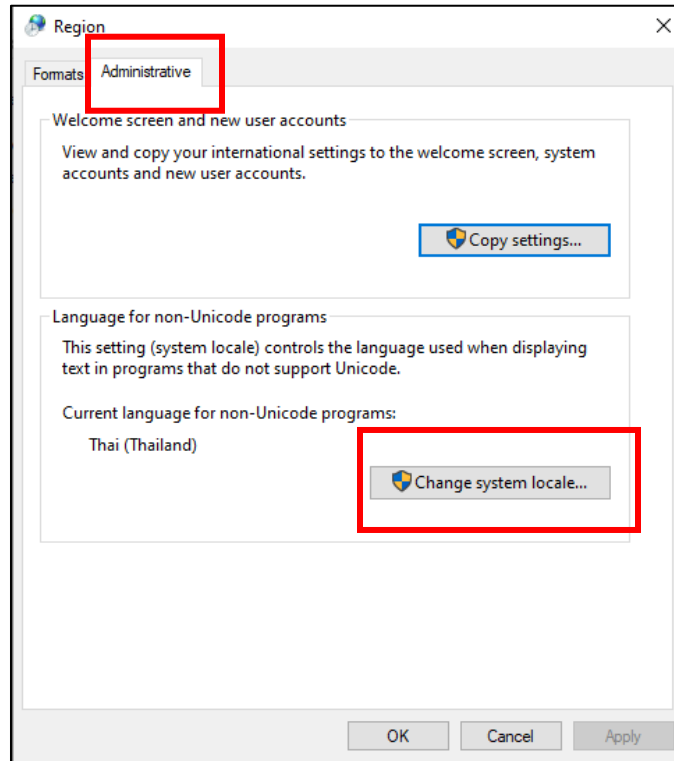 Region
Formats
Administrative
Welcome screen and new user accounts
View and copy your international settings to the welcome screen, system
accounts and new user accounts.
Copy settings...
Language for non-Unicode programs
This setting (system locale) controls the language used when displaying
text in programs that do not support Unicode.
Current language for non-Unicode programs:
Thai (Thailand)
Change system locale...
OK
Cancel
Apply